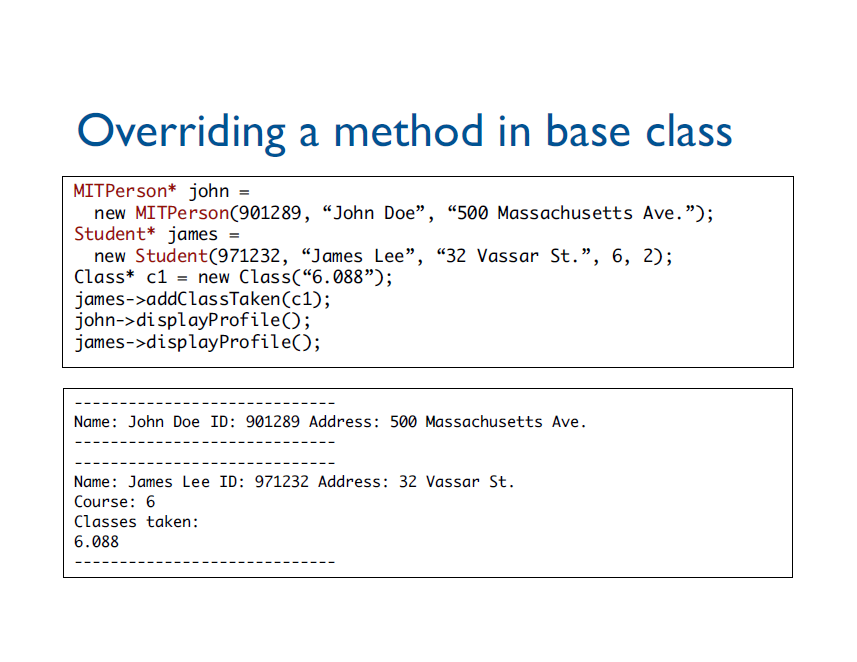 Overriding a method in base class
MITPerson* john =
new MITPerson(901289, “John Doe”, “500 Massachusetts Ave.”);
Student* james =
new Student(971232, “James Lee”, “32 Vassar St.”, 6, 2);
Class* c1 = new Class(“6.088”);
james->addClassTaken(c1);
john->displayProfile();
james->displayProfile();
-----------------------------
Name: John Doe ID: 901289 Address: 500 Massachusetts Ave.
-----------------------------
-----------------------------
Name: James Lee ID: 971232 Address: 32 Vassar St.
Course: 6
Classes taken:
6.088
-----------------------------